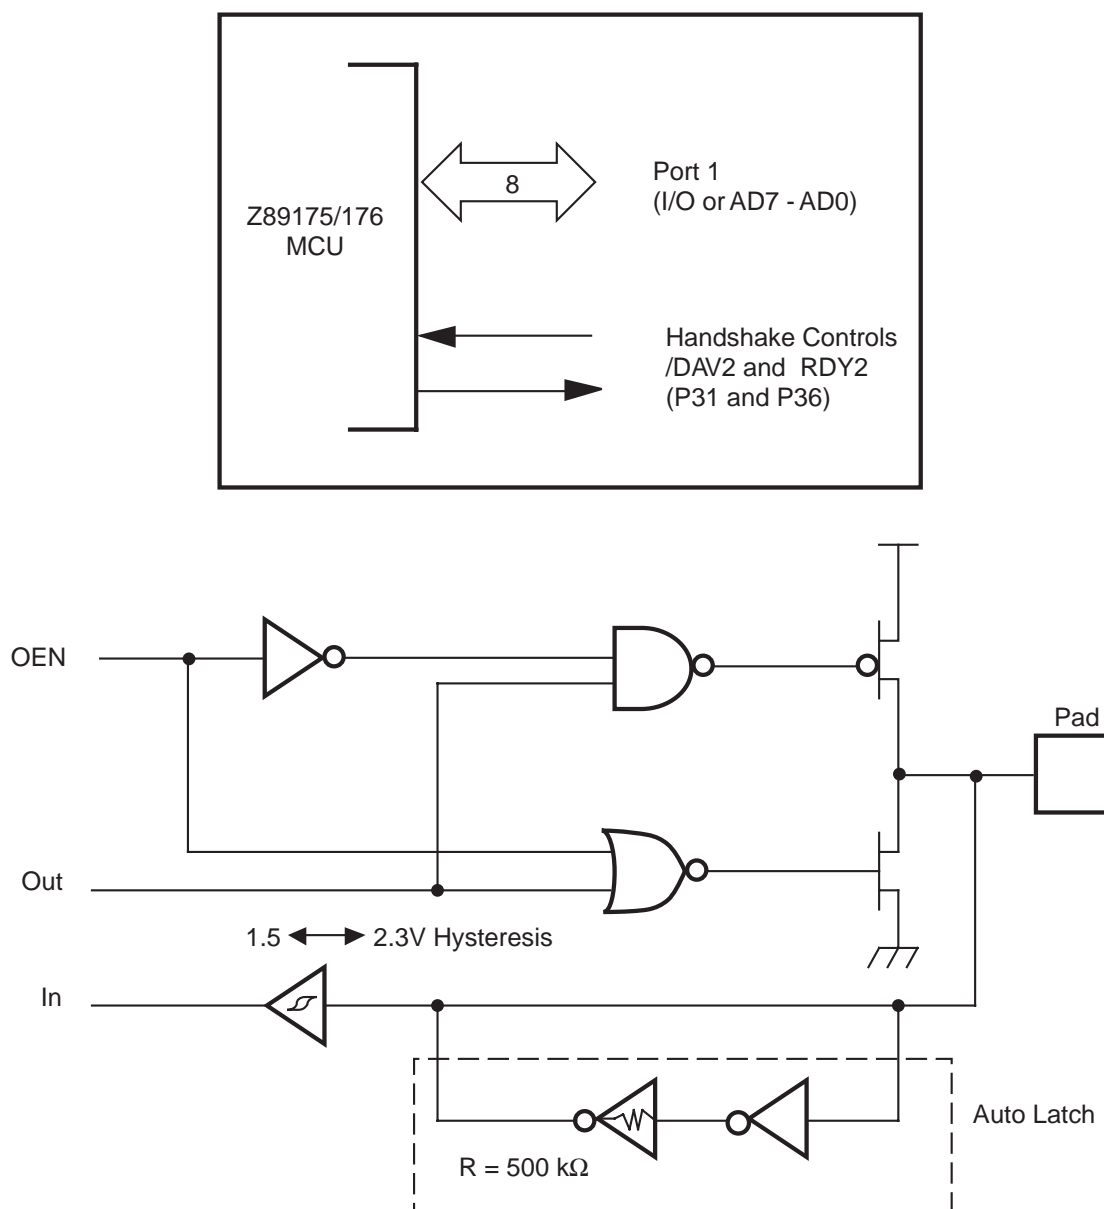 Z89175/176
MCU
8
Port 1
(I/O or AD7 - AD0)
Handshake Controls
/DAV2 and RDY2
(P31 and P36)
OEN
Pad
Out
1.5 2.3V Hysteresis
In
Auto Latch
R = 500 kΩ